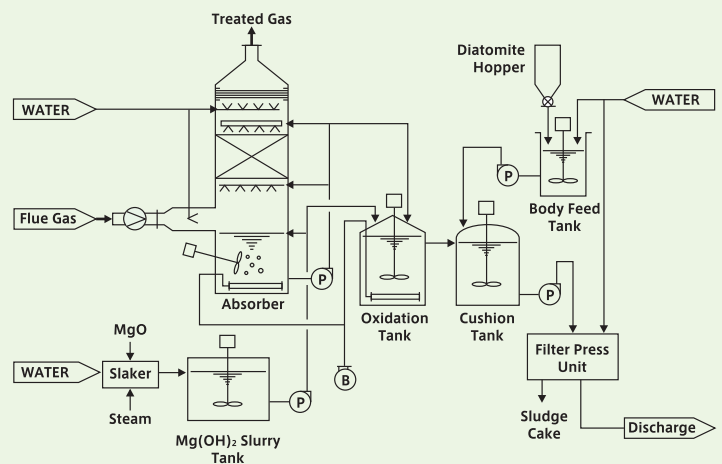 Treated Gas
Diatomite
Hopper
WATER
WATER
P
Flue Gas
Body Feed
Tank
P
P
Absorber
Oxidation
Tank
Cushion
Tank
MgO
Filter Press
Unit
WATER
Slaker
B
P
Steam
Sludge
Cake
Discharge
Mg(OH)₂ Slurry
Tank